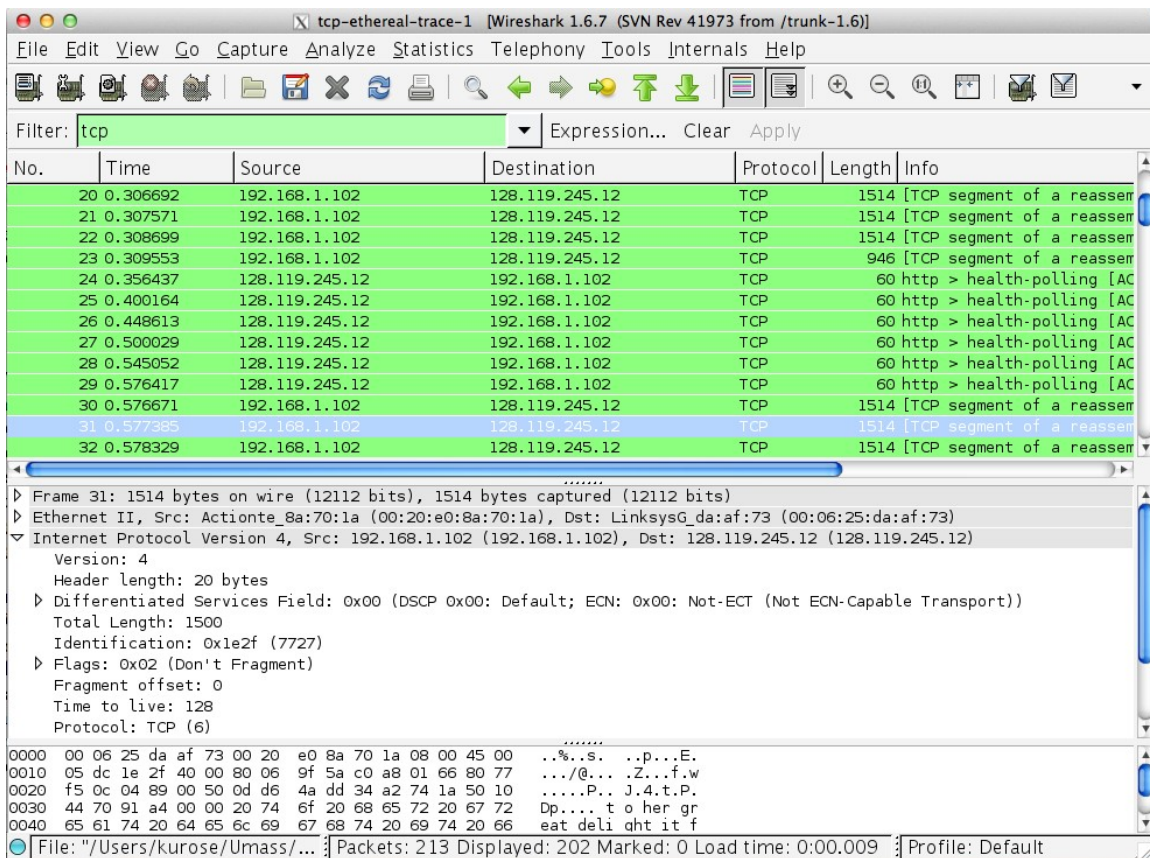 tcp-ethereal-trace-1 [Wireshark 1.6.7 (SVN Rev 41973 from /trunk-1.6)]
File Edit View Go Capture Analyze Statistics Telephony Tools Internals Help
Filter: tcp Expression... Clear Apply
No. Time Source Destination Protocol Length Info
20 0.306692 192.168.1.102 128.119.245.12 TCP 1514 [TCP segment of a reassem
21 0.307571 192.168.1.102 128.119.245.12 TCP 1514 [TCP segment of a reassem
22 0.308699 192.168.1.102 128.119.245.12 TCP 1514 [TCP segment of a reassem
23 0.309553 192.168.1.102 128.119.245.12 TCP 946 [TCP segment of a reassem
24 0.356437 128.119.245.12 192.168.1.102 TCP 60 http > health-polling [AC
25 0.400164 128.119.245.12 192.168.1.102 TCP 60 http > health-polling [AC
26 0.448613 128.119.245.12 192.168.1.102 TCP 60 http > health-polling [AC
27 0.500029 128.119.245.12 192.168.1.102 TCP 60 http > health-polling [AC
28 0.545052 128.119.245.12 192.168.1.102 TCP 60 http > health-polling [AC
29 0.576417 128.119.245.12 192.168.1.102 TCP 60 http > health-polling [AC
30 0.576671 192.168.1.102 128.119.245.12 TCP 1514 [TCP segment of a reassem
31 0.577385 192.168.1.102 128.119.245.12 TCP 1514 [TCP segment of a reassem
32 0.578329 192.168.1.102 128.119.245.12 TCP 1514 [TCP segment of a reassem
Frame 31: 1514 bytes on wire (12112 bits), 1514 bytes captured (12112 bits)
Ethernet II, Src: Actionte_8a:70:1a (00:20:e0:8a:70:1a), Dst: LinksysG_da:af:73 (00:06:25:da:af:73)
Internet Protocol Version 4, Src: 192.168.1.102 (192.168.1.102), Dst: 128.119.245.12 (128.119.245.12)
Version: 4
Header length: 20 bytes
Differentiated Services Field: 0x00 (DSCP 0x00: Default; ECN: 0x00: Not-ECT (Not ECN-Capable Transport))
Total Length: 1500
Identification: 0x1e2f (7727)
Flags: 0x02 (Don't Fragment)
Fragment offset: 0
Time to live: 128
Protocol: TCP (6)
0000 00 06 25 da af 73 00 20 e0 8a 70 1a 08 00 45 00 ..%..s. ..p...E.
0010 05 dc 1e 2f 40 00 80 06 9f 5a c0 a8 01 66 80 77 .../@... .Z...f.w
0020 f5 0c 04 89 00 50 0d d6 4a dd 34 a2 74 1a 50 10 .....P.. J.4.t.P.
0030 44 70 91 a4 00 00 20 74 6f 20 68 65 72 20 67 72 Dp.... t o her gr
0040 65 61 74 20 64 65 6c 69 67 68 74 20 69 74 20 66 eat deli ght it f
File: "/Users/kurose/Umass/... Packets: 213 Displayed: 202 Marked: 0 Load time: 0:00.009 Profile: Default